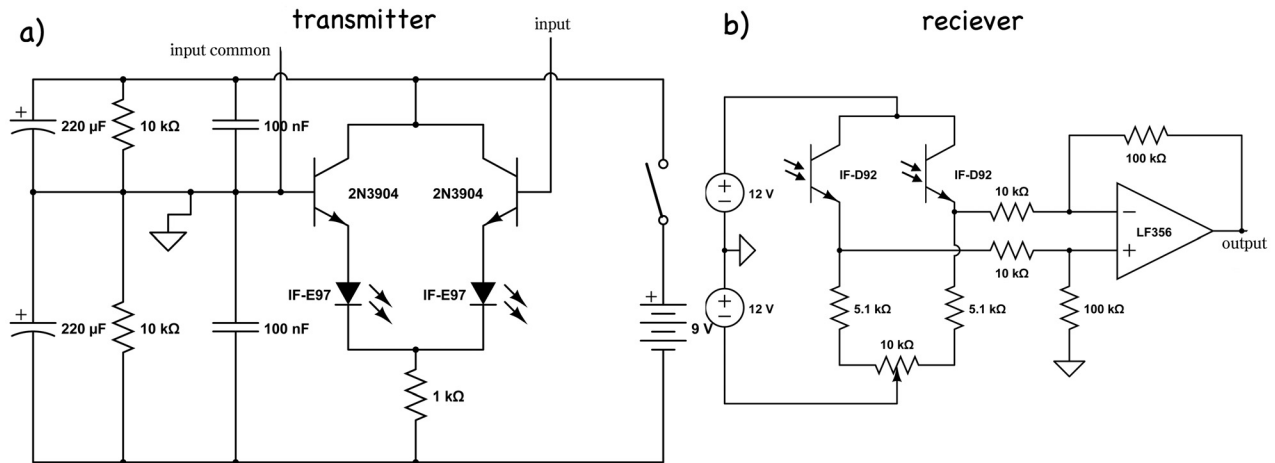 a)
transmitter
input
input common
+
220 μF
10 kΩ
100 nF
2N3904
2N3904
+
220 μF
10 kΩ
100 nF
IF-E97
IF-E97
+
9 V
1 kΩ
b)
reciever
IF-D92
IF-D92
12 V
12 V
10 kΩ
10 kΩ
100 kΩ
LF356
output
5.1 kΩ
5.1 kΩ
100 kΩ
10 kΩ